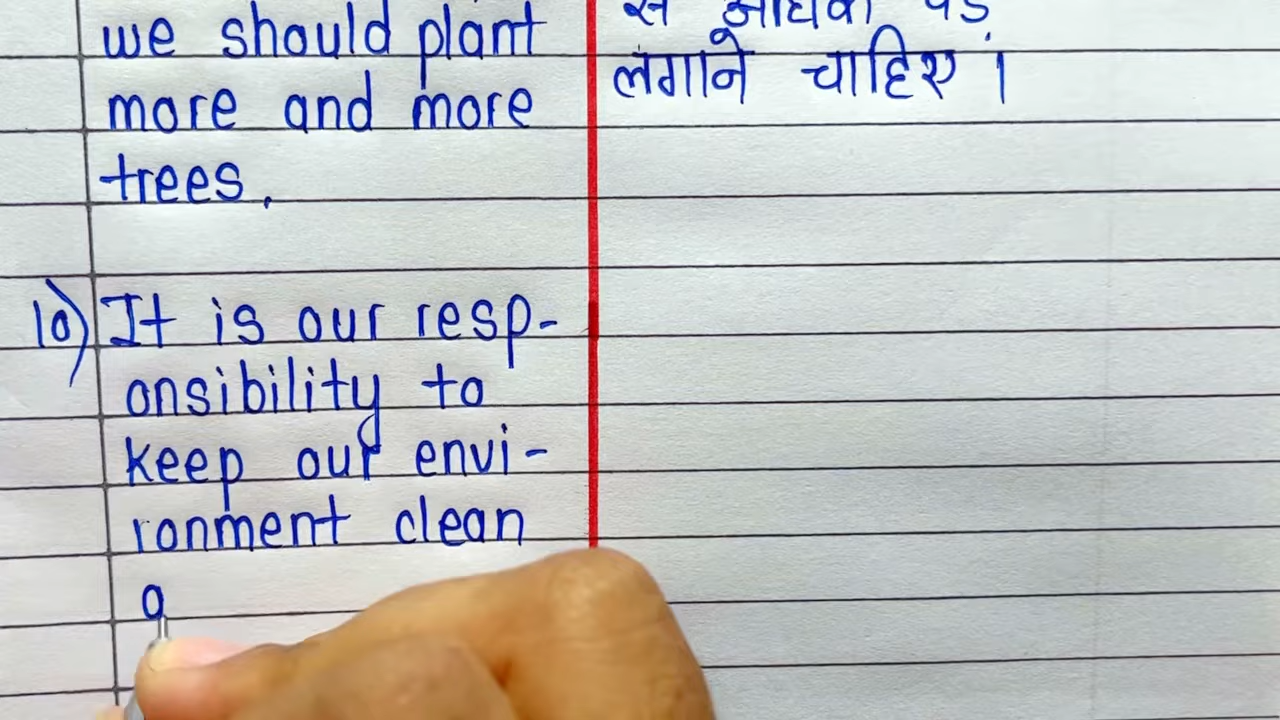 we should plant
more and more
trees.
से अधिक पेड़
लगाने चाहिए।
10) It is our resp-
onsibility to
keep our envi-
ronment clean
a